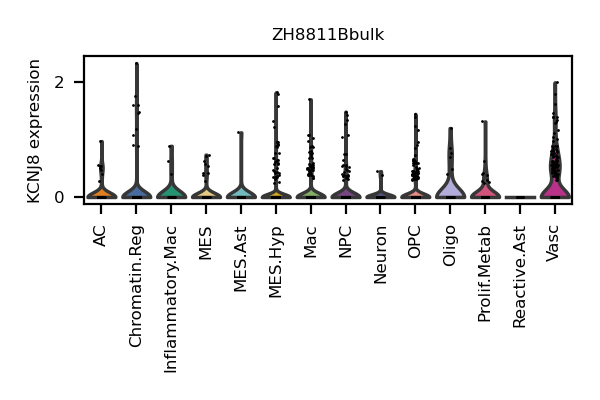 ZH8811Bbulk
KCNJ8 expression
2
0
AC
Chromatin.Reg
Inflammatory.Mac
MES
MES.Ast
MES.Hyp
Mac
NPC
Neuron
OPC
Oligo
Prolif.Metab
Reactive.Ast
Vasc